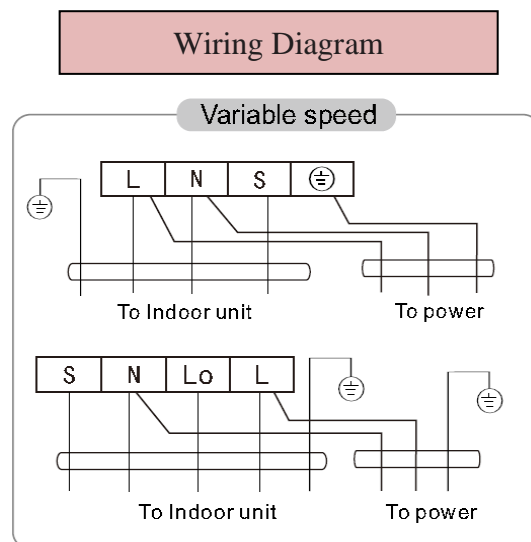 Wiring Diagram
Variable speed
L N S
To Indoor unit To power
S N Lo L
To Indoor unit To power